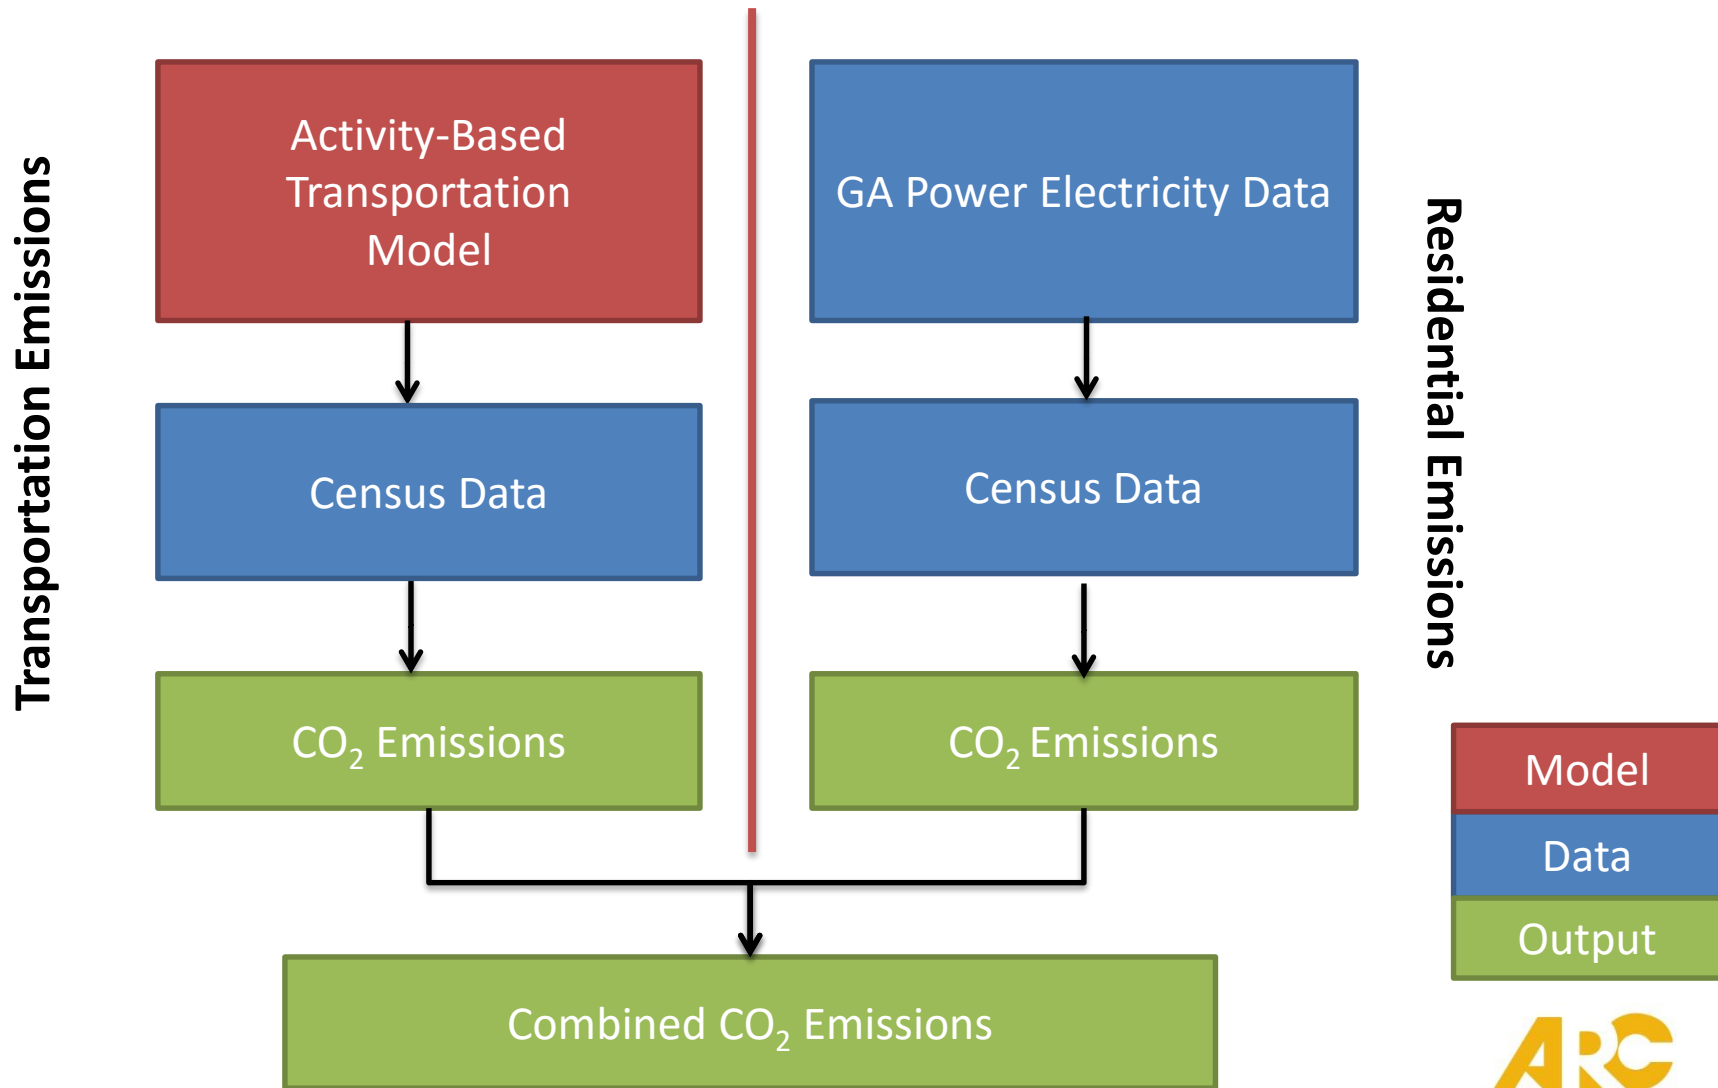 Transportation Emissions
Activity-Based
Transportation
Model
Census Data
CO₂ Emissions
GA Power Electricity Data
Census Data
CO₂ Emissions
Residential Emissions
Combined CO₂ Emissions
Model
Data
Output
ARC